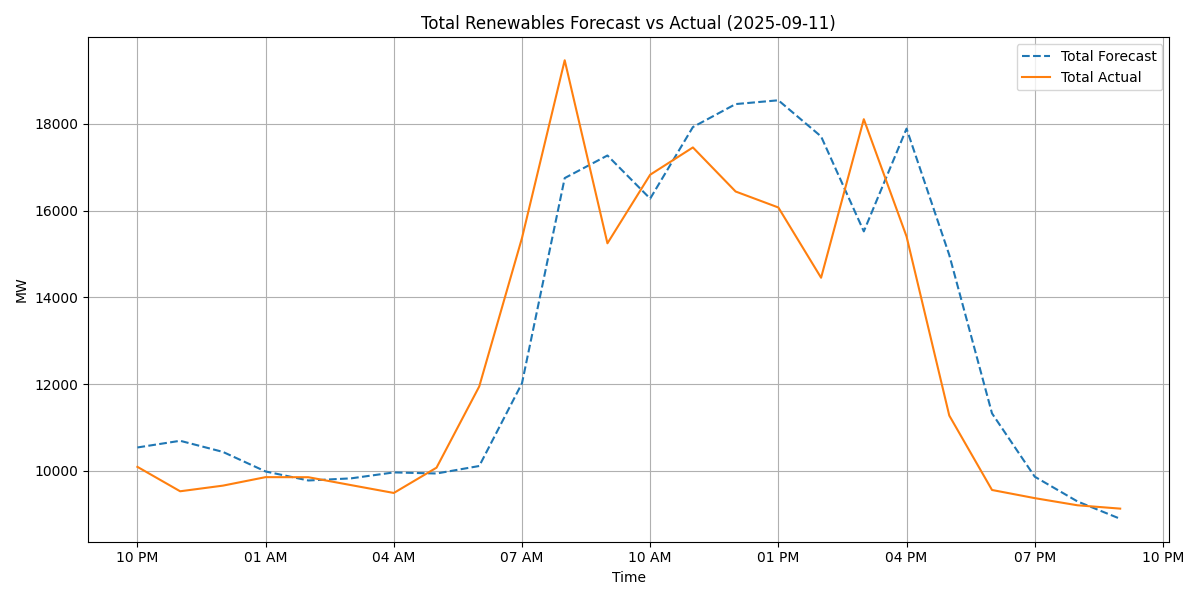 Total Renewables Forecast vs Actual (2025-09-11)
Total Forecast
Total Actual
18000
16000
14000
12000
10000
MW
10 PM 01 AM 04 AM 07 AM 10 AM 01 PM 04 PM 07 PM 10 PM
Time